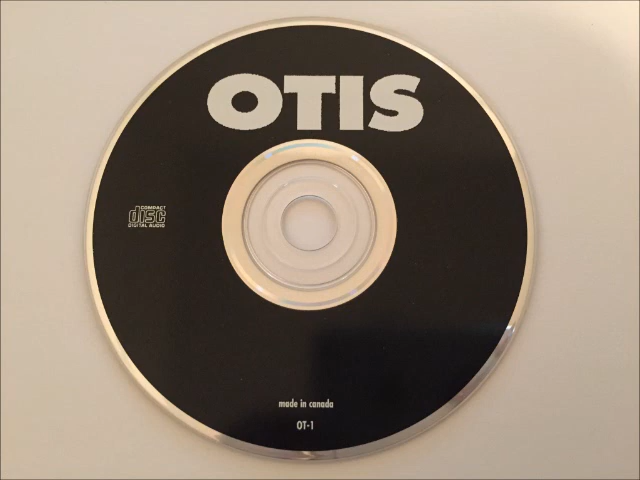 OTIS
COMPACT
disc
DIGITAL AUDIO
made in canada
OT-1